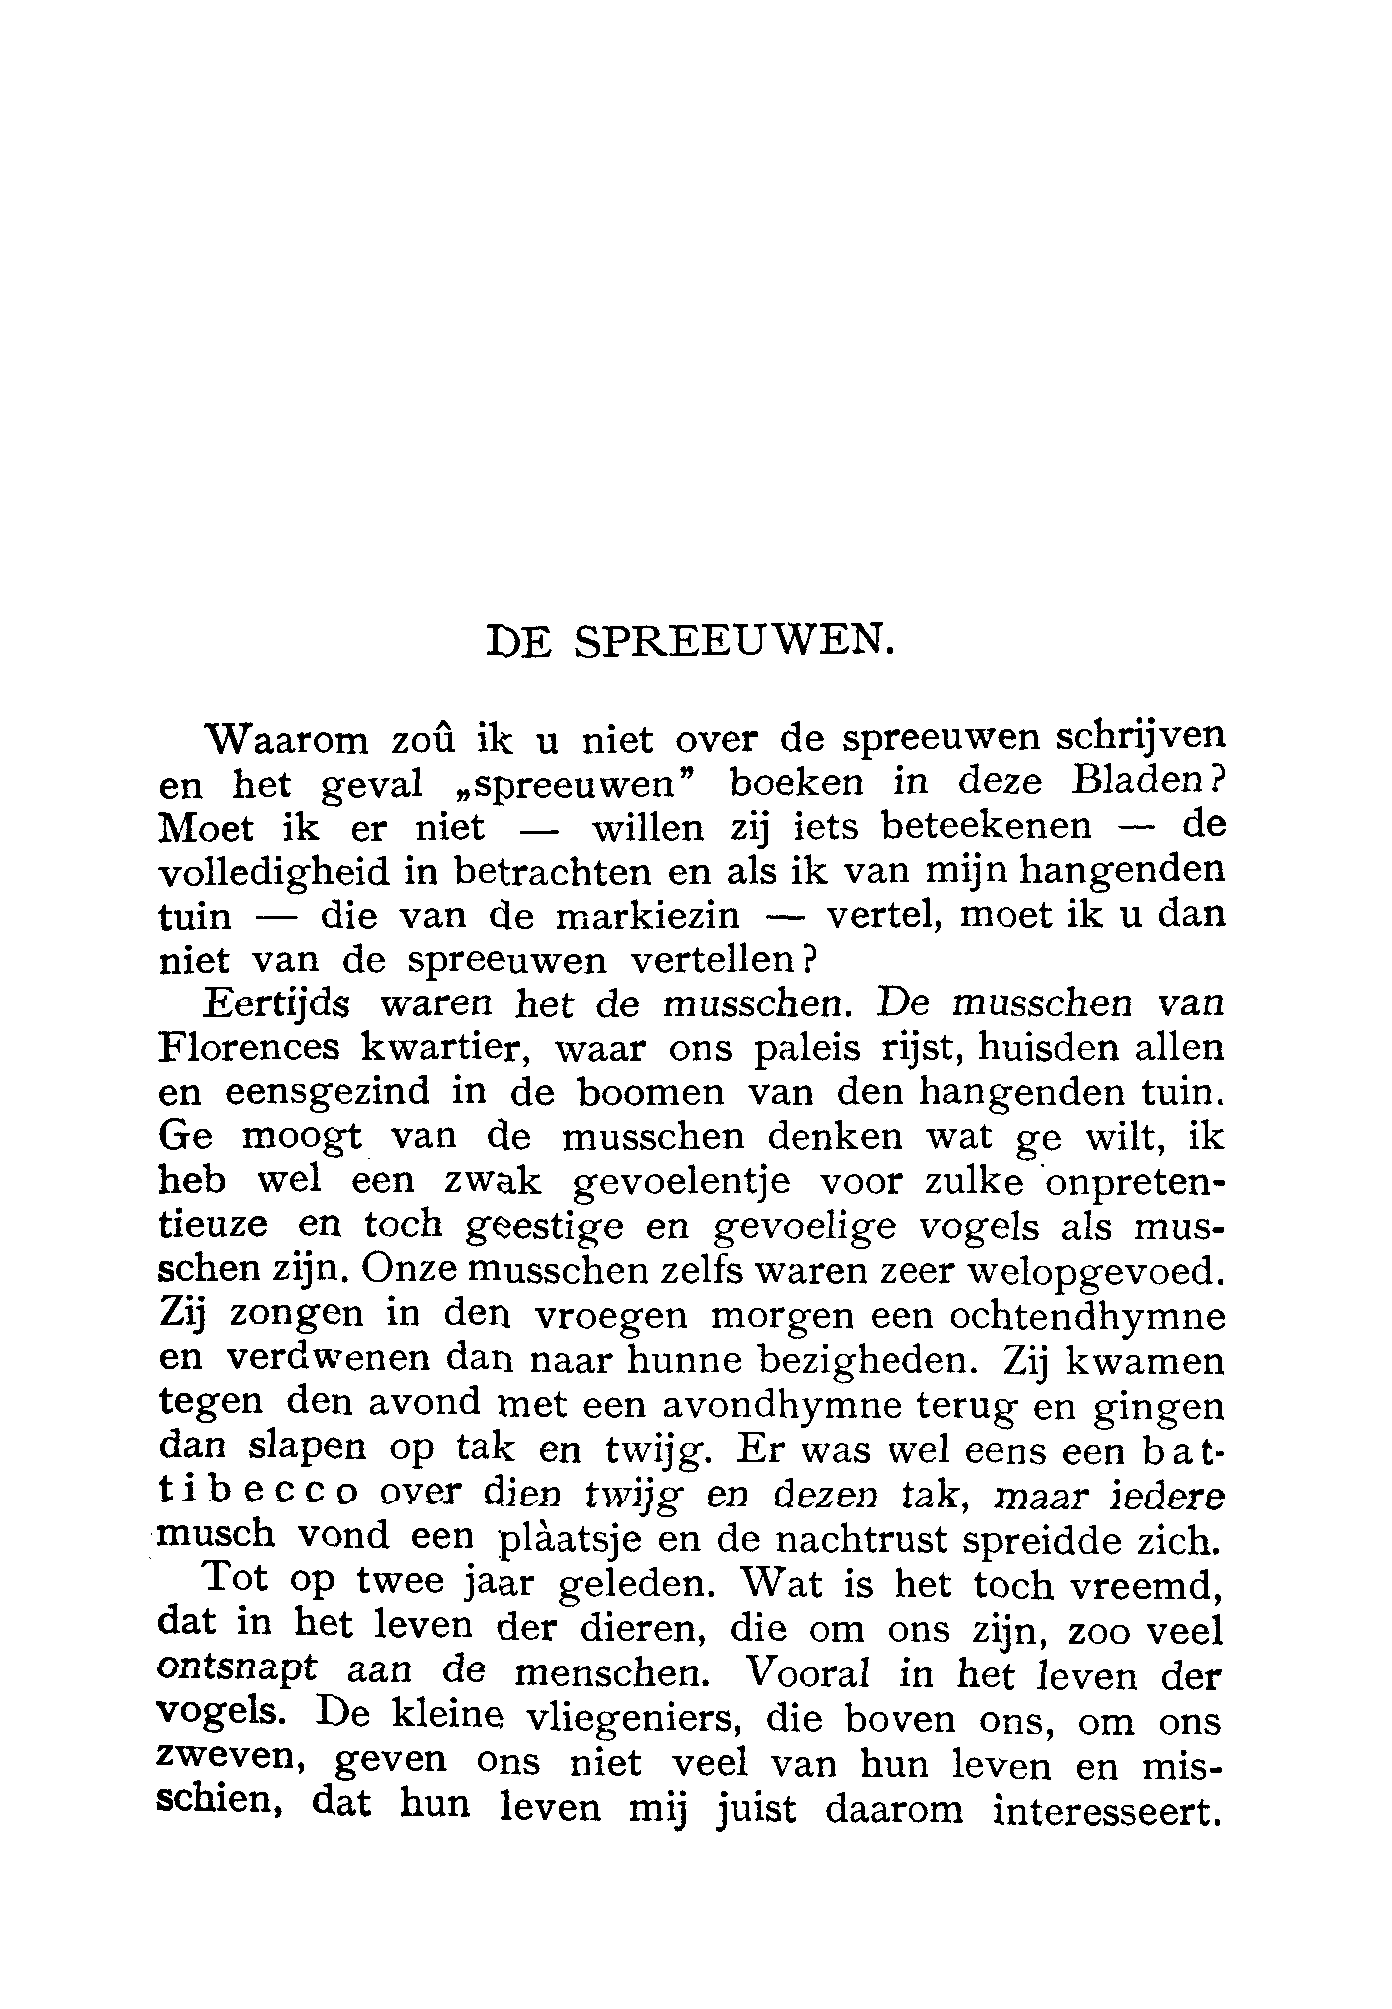 DE SPREEUWEN.
Waarom zoû ik u niet over de spreeuwen schrijven
en het geval „spreeuwen” boeken in deze Bladen?
Moet ik er niet — willen zij iets beteekenen — de
volledigheid in betrachten en als ik van mijn hangenden
tuin — die van de markiezin — vertel, moet ik u dan
niet van de spreeuwen vertellen?
Eertijds waren het de musschen. De musschen van
Florences kwartier, waar ons paleis rijst, huisden allen
en eensgezind in de boomen van den hangenden tuin.
Ge moogt van de musschen denken wat ge wilt, ik
heb wel een zwak gevoelentje voor zulke onpreten-
tieuze en toch geestige en gevoelige vogels als mus-
schen zijn. Onze musschen zelfs waren zeer welopgevoed.
Zij zongen in den vroegen morgen een ochtendhymne
en verdwenen dan naar hunne bezigheden. Zij kwamen
tegen den avond met een avondhymne terug en gingen
dan slapen op tak en twijg. Er was wel eens een bat-
tibecco over dien twijg en dezen tak, maar iedere
musch vond een plàatsje en de nachtrust spreidde zich.
Tot op twee jaar geleden. Wat is het toch vreemd,
dat in het leven der dieren, die om ons zijn, zoo veel
ontsnapt aan de menschen. Vooral in het leven der
vogels. De kleine vliegeniers, die boven ons, om ons
zweven, geven ons niet veel van hun leven en mis-
schien, dat hun leven mij juist daarom interesseert.